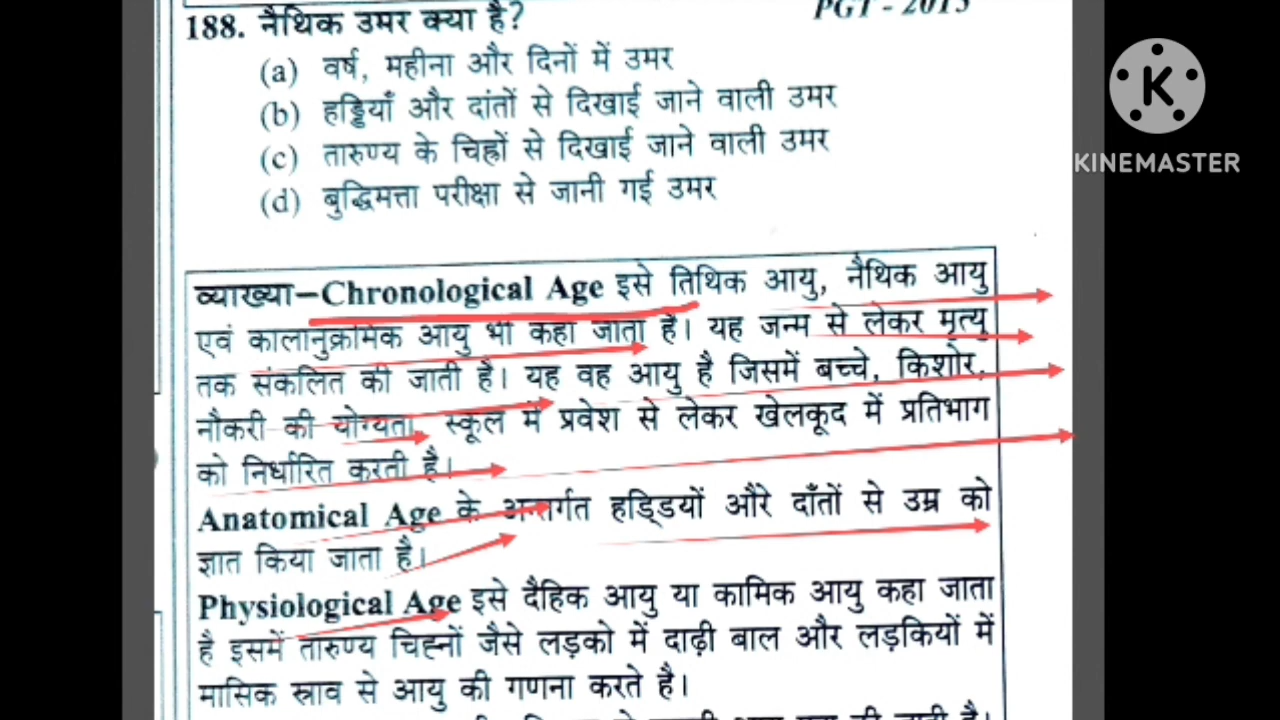 188. नैथिक उमर क्या है?
PGT - 2013
(a) वर्ष, महीना और दिनों में उमर
(b) हड्डियाँ और दांतों से दिखाई जाने वाली उमर
(c) तारुण्य के चिह्नों से दिखाई जाने वाली उमर
(d) बुद्धिमत्ता परीक्षा से जानी गई उमर
KINEMASTER
व्याख्या–Chronological Age इसे तिथिक आयु, नैथिक आयु
एवं कालानुक्रमिक आयु भी कहा जाता है। यह जन्म से लेकर मृत्यु
तक संकलित की जाती है। यह वह आयु है जिसमें बच्चे, किशोर,
नौकरी की योग्यता, स्कूल में प्रवेश से लेकर खेलकूद में प्रतिभाग
को निर्धारित करती है।
Anatomical Age के अन्तर्गत हड्डियों औरे दाँतों से उम्र को
ज्ञात किया जाता है।
Physiological Age इसे दैहिक आयु या कामिक आयु कहा जाता
है इसमें तारुण्य चिह्नों जैसे लड़को में दाढ़ी बाल और लड़कियों में
मासिक स्राव से आयु की गणना करते है।